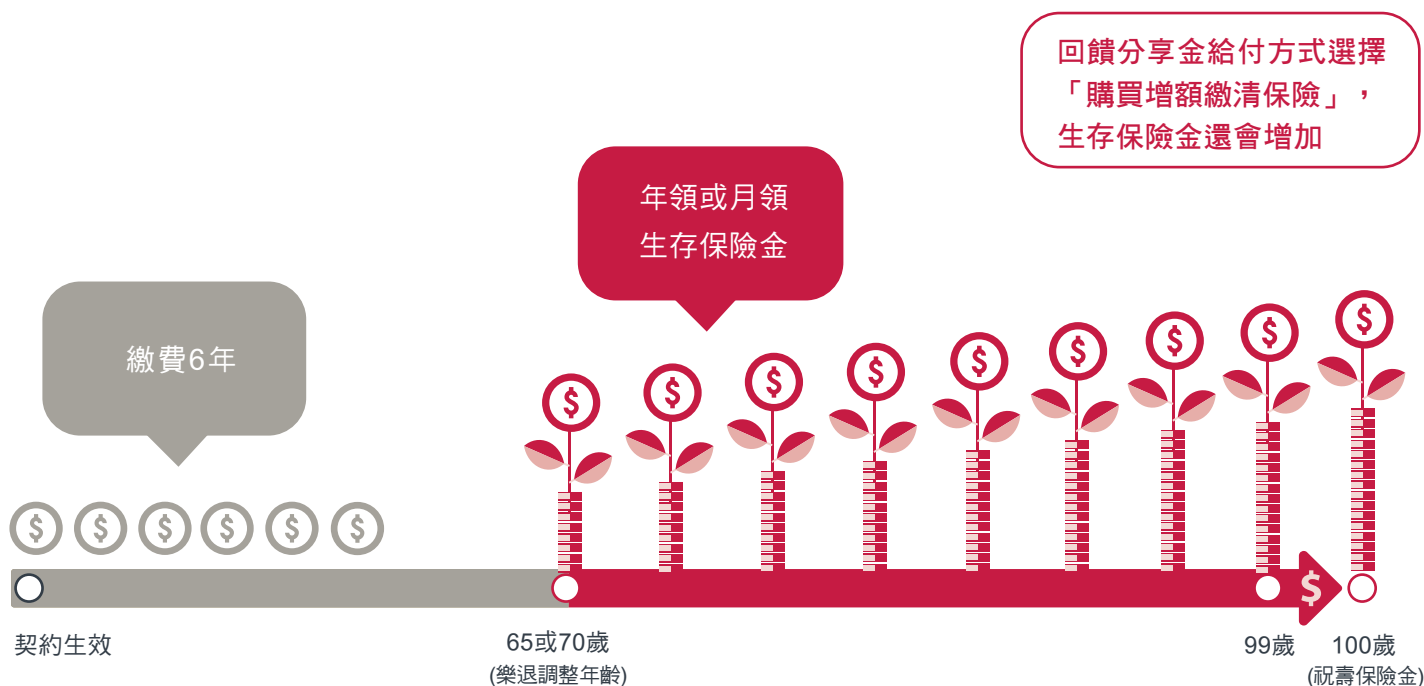 回饋分享金給付方式選擇
「購買增額繳清保險」，
生存保險金還會增加
年領或月領
生存保險金
繳費6年
$ $ $ $ $ $ $ $ $
$ $ $ $ $ $
$
契約生效
65或70歲
(樂退調整年齡)
99歲
100歲
(祝壽保險金)